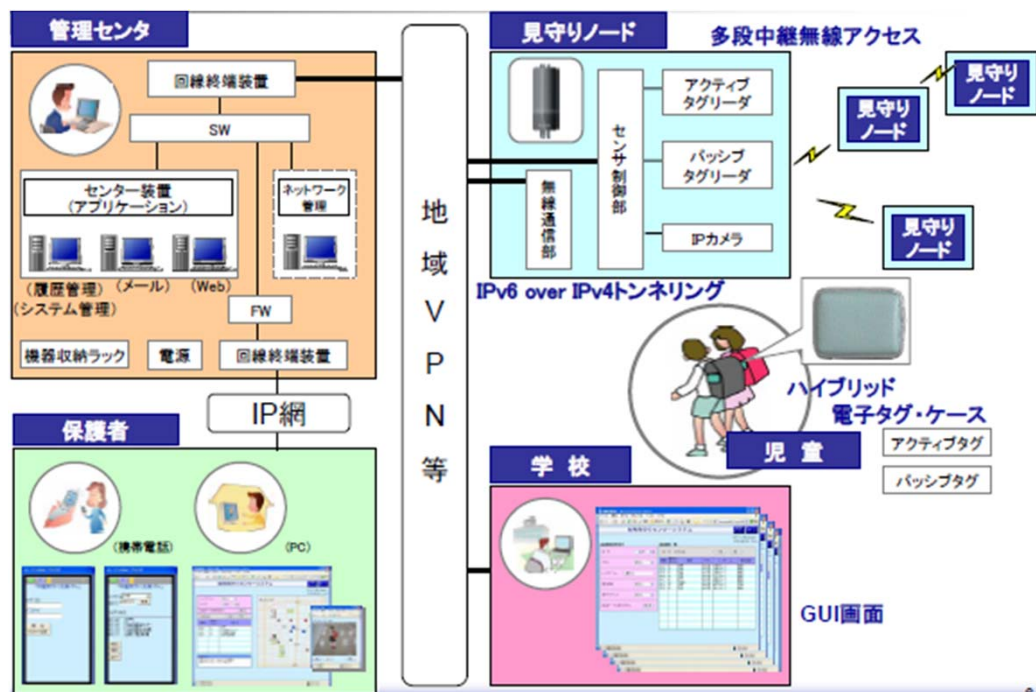 管理センタ
回線終端装置
SW
センター装置
(アプリケーション)
ネットワーク
管理
(履歴管理)
(メール)
(Web)
(システム管理)
FW
機器収納ラック
電源
回線終端装置
IP網
保護者
(携帯電話)
(PC)
地域VPN等
見守りノード
多段中継無線アクセス
アクティブ
タグリーダ
センサ制御部
パッシブ
タグリーダ
無線通信部
IPカメラ
見守り
ノード
見守り
ノード
見守り
ノード
IPv6 over IPv4トンネリング
ハイブリッド
電子タグ・ケース
児童
アクティブタグ
パッシブタグ
学校
GUI画面